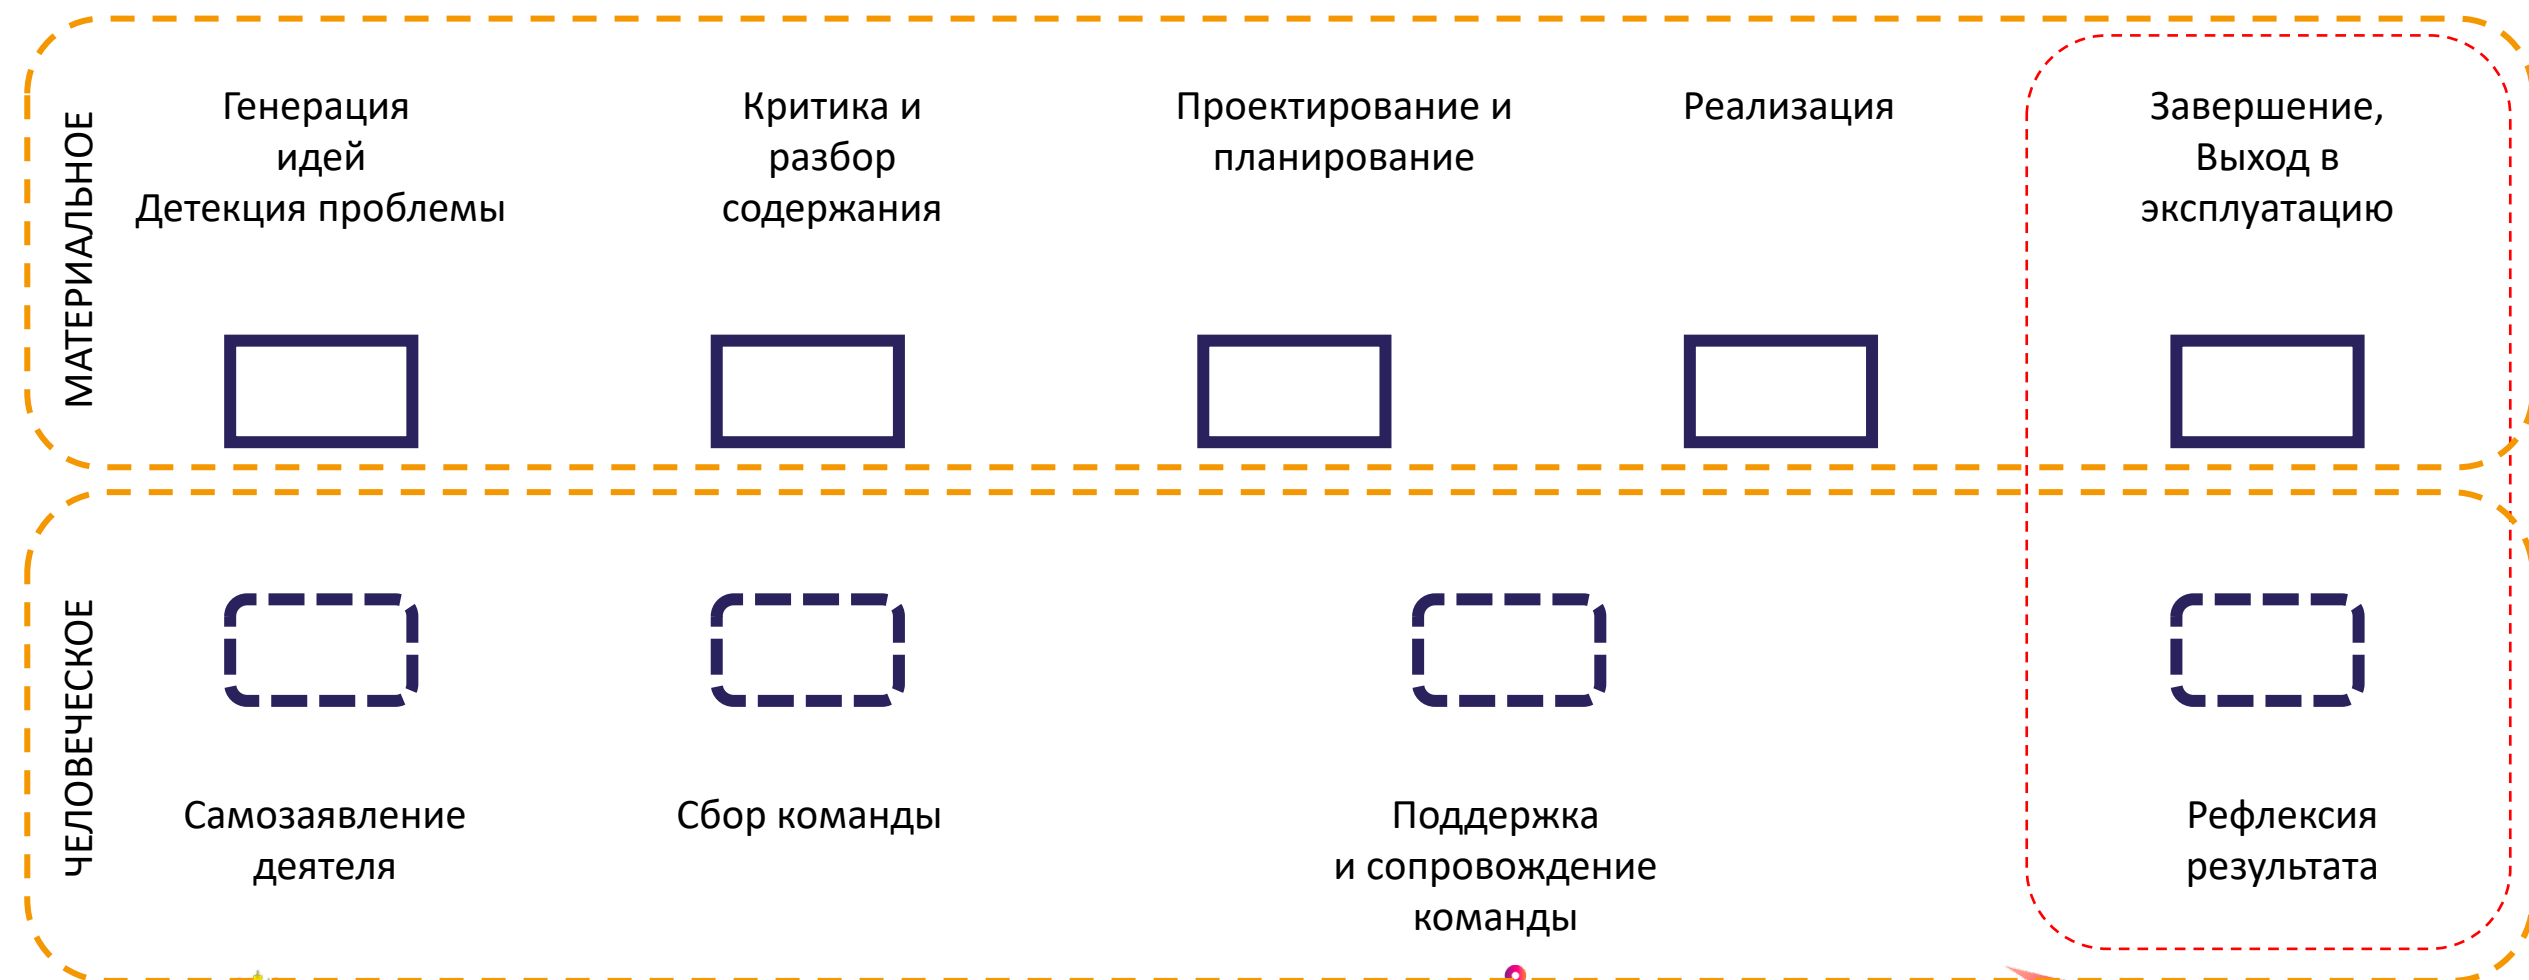 МАТЕРИАЛЬНОЕ
Генерация
идей
Детекция проблемы
Критика и
разбор
содержания
Проектирование и
планирование
Реализация
Завершение,
Выход в
эксплуатацию
ЧЕЛОВЕЧЕСКОЕ
Самозаявление
деятеля
Сбор команды
Поддержка
и сопровождение
команды
Рефлексия
результата